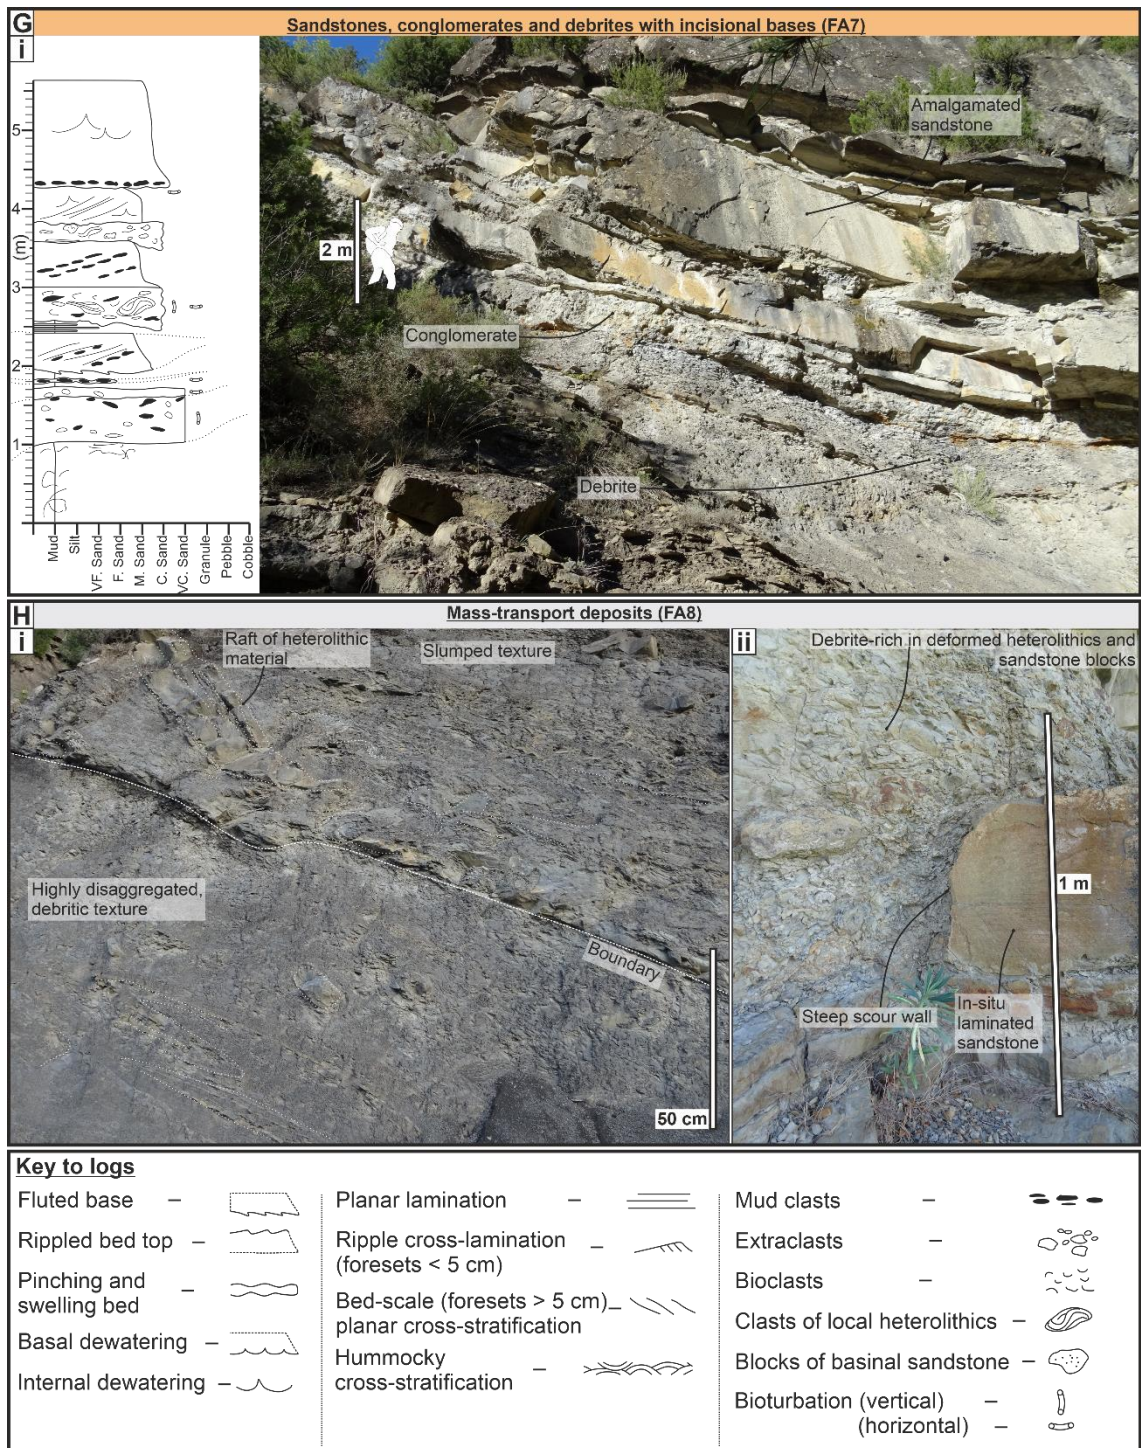 G
Sandstones, conglomerates and debrites with incisional bases (FA7)
i
5
4
(m)
3
2
1
Mud
Silt
VF. Sand
F. Sand
M. Sand
C. Sand
VC. Sand
Granule
Pebble
Cobble
Amalgamated
sandstone
2 m
Conglomerate
Debrite
H
Mass-transport deposits (FA8)
i
Raft of heterolithic
material
Slumped texture
Highly disaggregated,
debritic texture
Boundary
50 cm
ii
Debrite-rich in deformed heterolithics and
sandstone blocks
1 m
Steep scour wall
In-situ
laminated
sandstone
Key to logs
Fluted base –
Rippled bed top –
Pinching and
swelling bed –
Basal dewatering –
Internal dewatering –
Planar lamination –
Ripple cross-lamination –
(foresets < 5 cm)
Bed-scale (foresets > 5 cm)_
planar cross-stratification
Hummocky
cross-stratification –
Mud clasts –
Extraclasts –
Bioclasts –
Clasts of local heterolithics –
Blocks of basinal sandstone –
Bioturbation (vertical) –
(horizontal) –